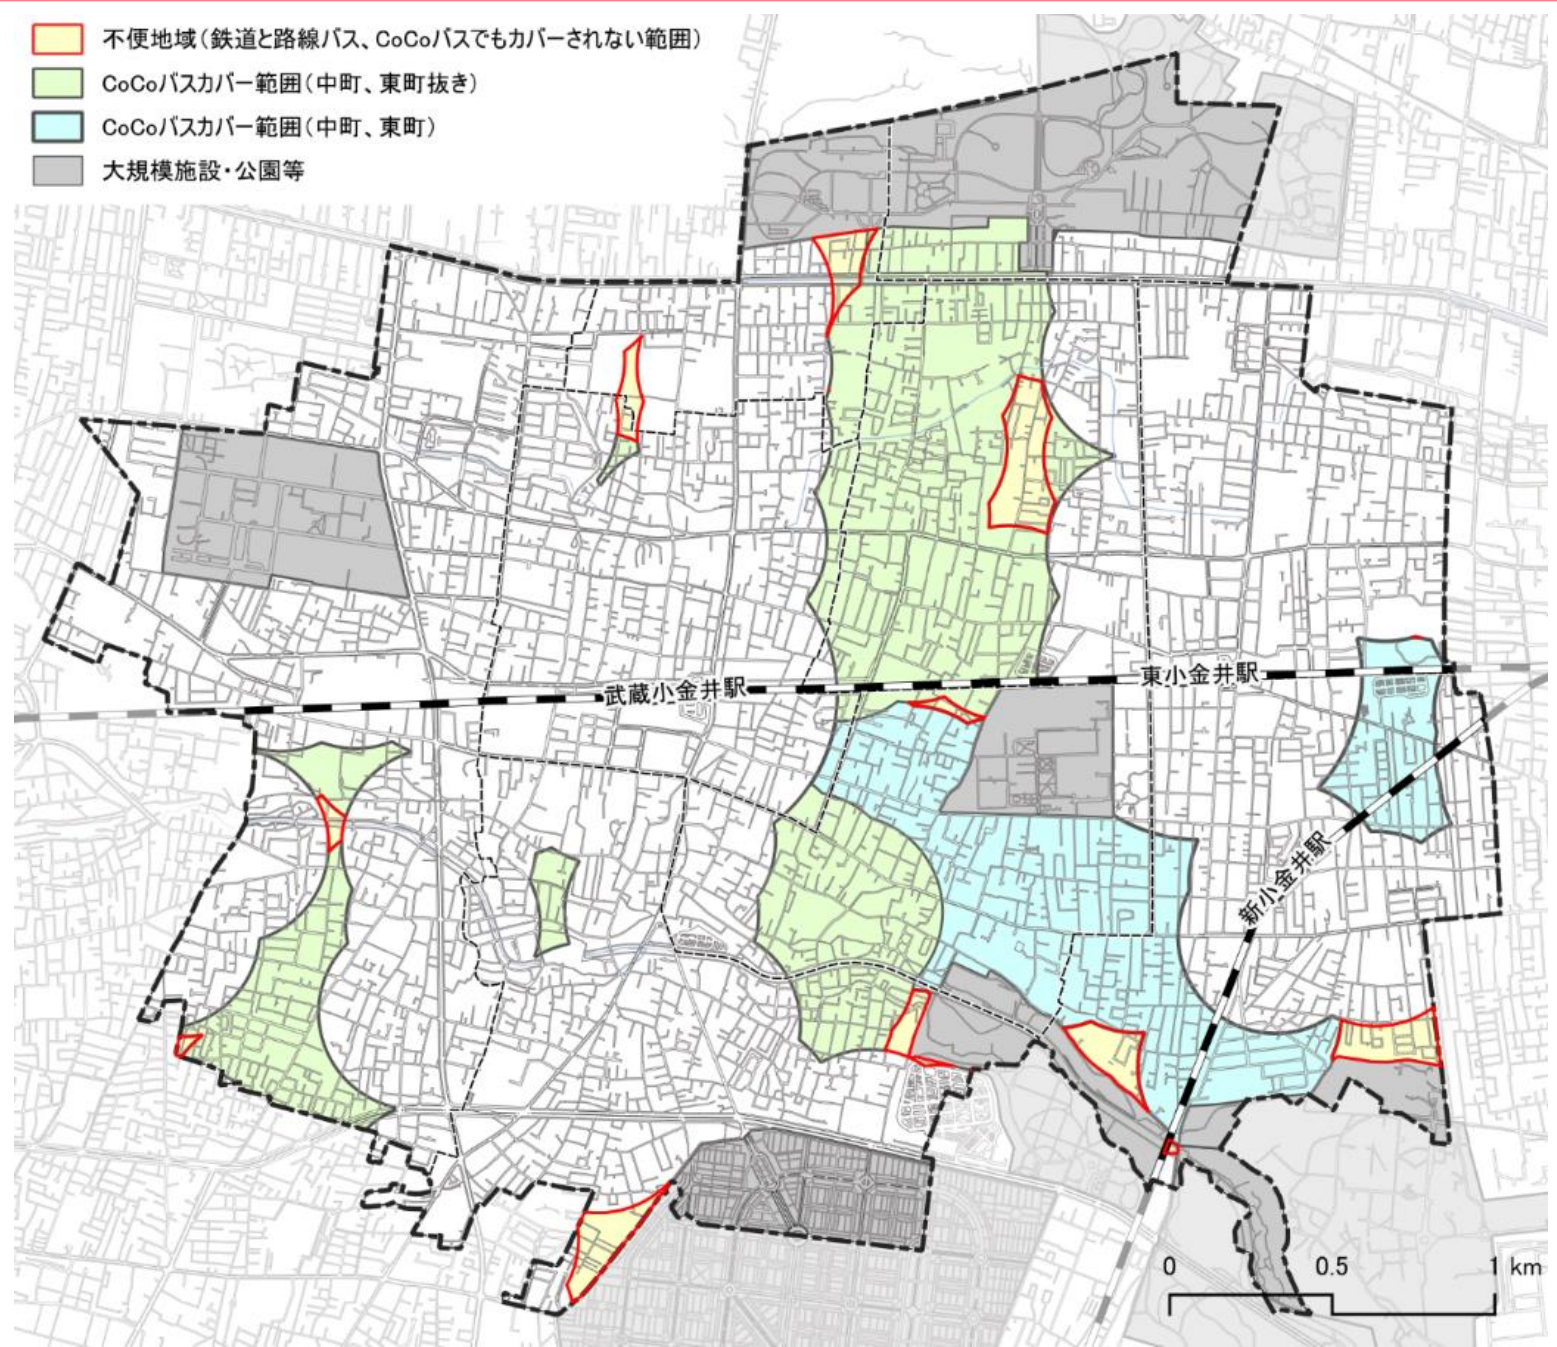 不便地域(鉄道と路線バス、CoCoバスでもカバーされない範囲)
CoCoバスカバー範囲(中町、東町抜き)
CoCoバスカバー範囲(中町、東町)
大規模施設・公園等
武蔵小金井駅
東小金井駅
新小金井駅
0 0.5 1 km